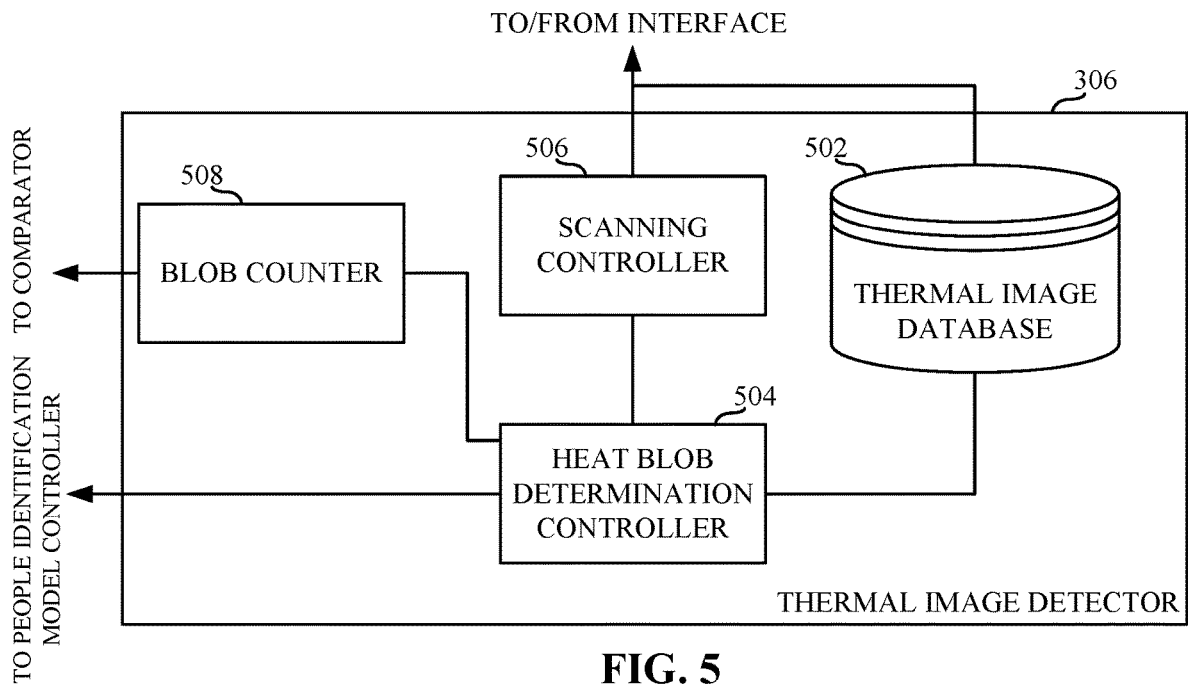 TO/FROM INTERFACE
306
506
502
508
SCANNING
CONTROLLER
BLOB COUNTER
THERMAL IMAGE
DATABASE
TO COMPARATOR
504
HEAT BLOB
DETERMINATION
CONTROLLER
TO PEOPLE IDENTIFICATION
MODEL CONTROLLER
THERMAL IMAGE DETECTOR
FIG. 5